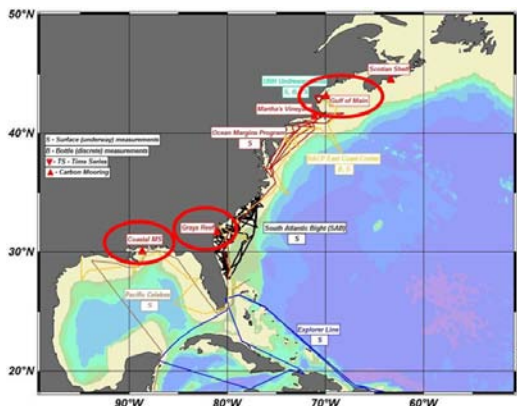 50°N
40°N
30°N
20°N
Scotian Shelf
UNH Underway
Gulf of Main
Martha's Vineyard
Ocean Margins Program
S
East Coast Cruise
S - Surface (underway) measurements
B - Bottle (discrete) measurements
- TS - Time Series
- Carbon Mooring
Coastal MS
Grays Reef
South Atlantic Bight (SAB)
S
Pacific Celebes
S
Explorer Line
S
90°W
80°W
70°W
60°W